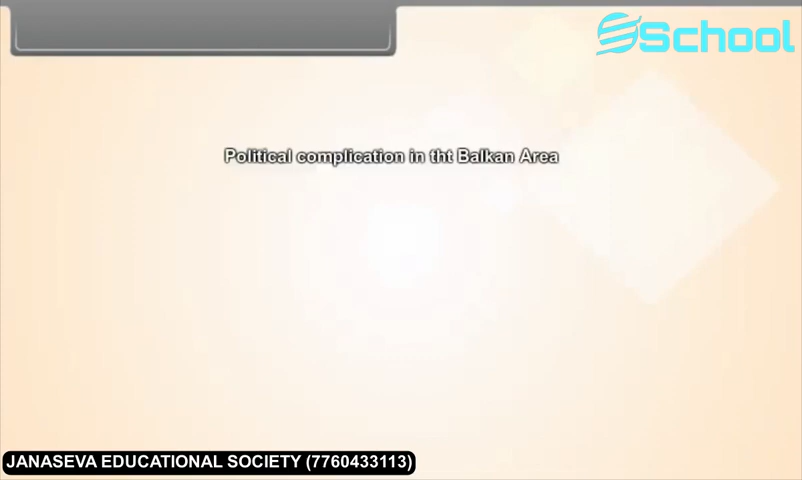 School
Political complication in tht Balkan Area
JANASEVA EDUCATIONAL SOCIETY (7760433113)